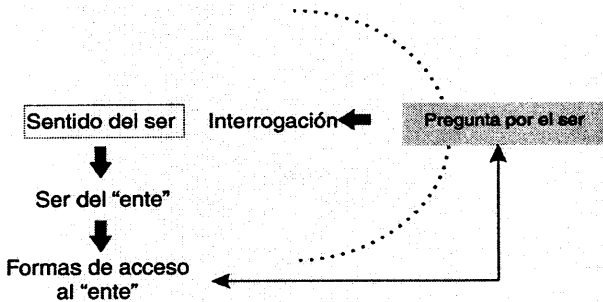 Sentido del ser
Interrogación
Pregunta por el ser
Ser del "ente"
Formas de acceso
al "ente"